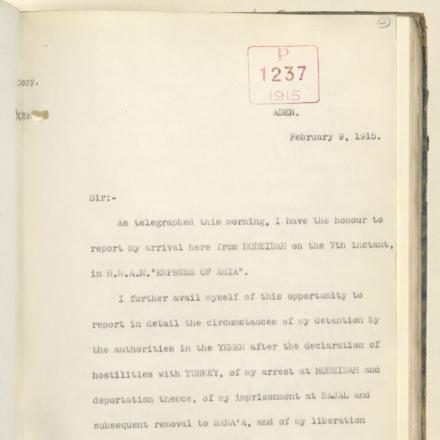 P
1237
1915
Copy.
ADEN.
February 9, 1915.
Sir:-
As telegraphed this morning, I have the honour to
report my arrival here from HODEIDAH on the 7th instant,
in H.M.A.M."EMPRESS OF ASIA".
I further avail myself of this opportunity to
report in detail the circumstances of my detention by
the authorities in the YEMEN after the declaration of
hostilities with TURKEY, of my arrest at HODEIDAH and
deportation thence, of my imprisonment at BAJAL and
subsequent removal to SANA'A, and of my liberation